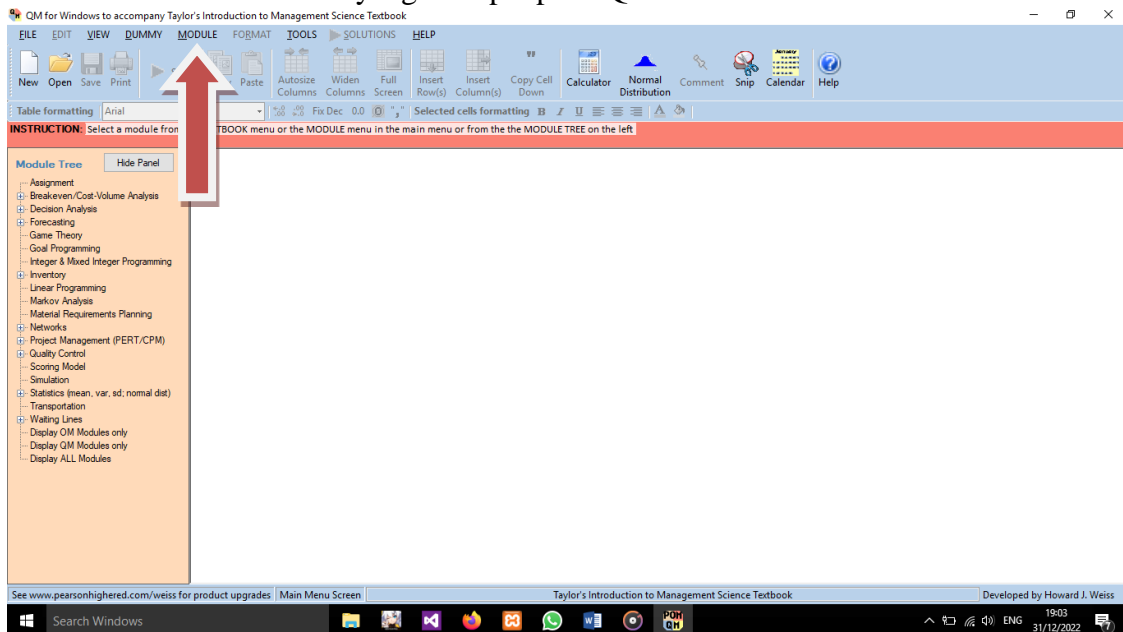 QM for Windows to accompany Taylor's Introduction to Management Science Textbook
FILE EDIT VIEW DUMMY MODULE FORMAT TOOLS SOLUTIONS HELP
New Open Save Print Paste Autosize Columns Widen Columns Full Screen Insert Row(s) Insert Column(s) Copy Cell Down Calculator Normal Distribution Comment Snip Calendar Help
Table formatting Arial Fix Dec 0.0 0 "," Selected cells formatting B I U A
INSTRUCTION: Select a module from TBOOK menu or the MODULE menu in the main menu or from the the MODULE TREE on the left
Module Tree Hide Panel
Assignment
Breakeven/Cost-Volume Analysis
Decision Analysis
Forecasting
Game Theory
Goal Programming
Integer & Mixed Integer Programming
Inventory
Linear Programming
Markov Analysis
Material Requirements Planning
Networks
Project Management (PERT/CPM)
Quality Control
Scoring Model
Simulation
Statistics (mean, var, sd; normal dist)
Transportation
Waiting Lines
Display OM Modules only
Display QM Modules only
Display ALL Modules
See www.pearsonhighered.com/weiss for product upgrades Main Menu Screen Taylor's Introduction to Management Science Textbook Developed by Howard J. Weiss
Search Windows POM QM ENG 19:03
31/12/2022 7